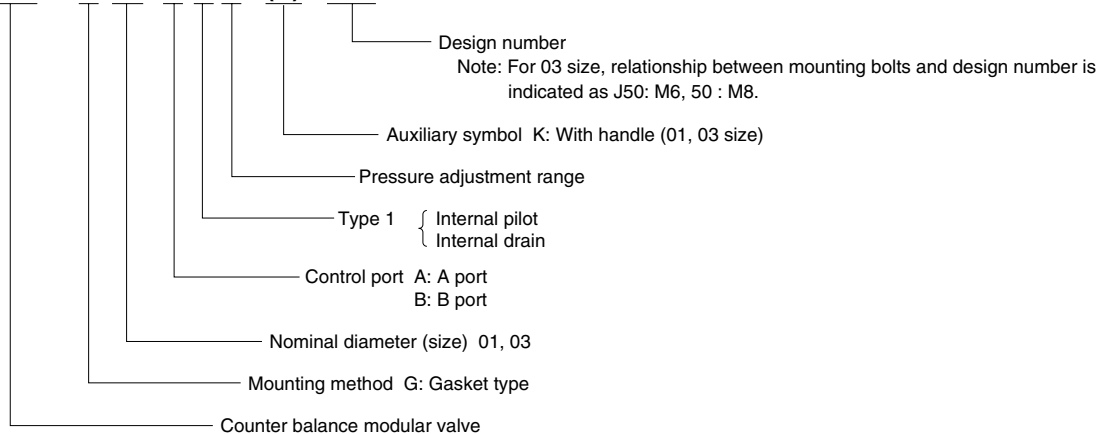 Design number
Note: For 03 size, relationship between mounting bolts and design number is
indicated as J50: M6, 50 : M8.
Auxiliary symbol K: With handle (01, 03 size)
Pressure adjustment range
Type 1 { Internal pilot
Internal drain
Control port A: A port
B: B port
Nominal diameter (size) 01, 03
Mounting method G: Gasket type
Counter balance modular valve